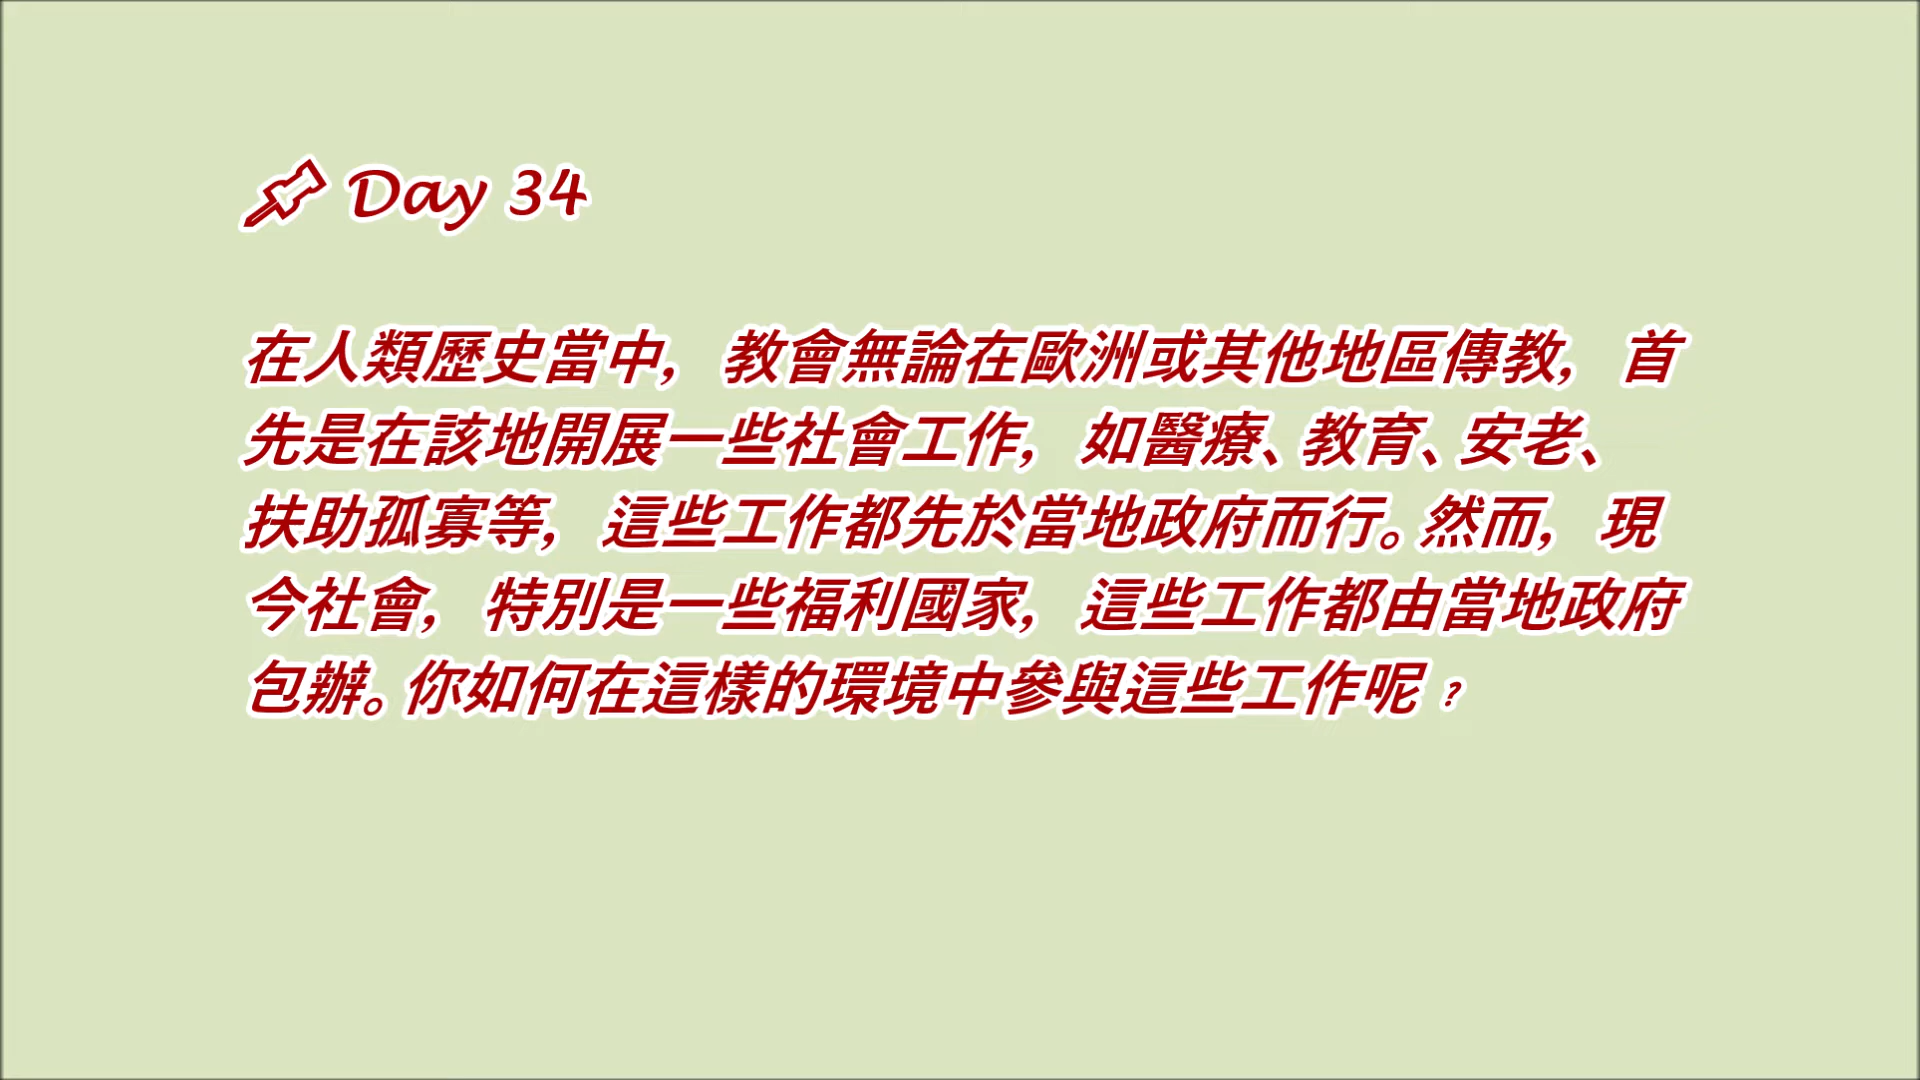 Day 34
在人類歷史當中，教會無論在歐洲或其他地區傳教，首
先是在該地開展一些社會工作，如醫療、教育、安老、
扶助孤寡等，這些工作都先於當地政府而行。然而，現
今社會，特別是一些福利國家，這些工作都由當地政府
包辦。你如何在這樣的環境中參與這些工作呢？